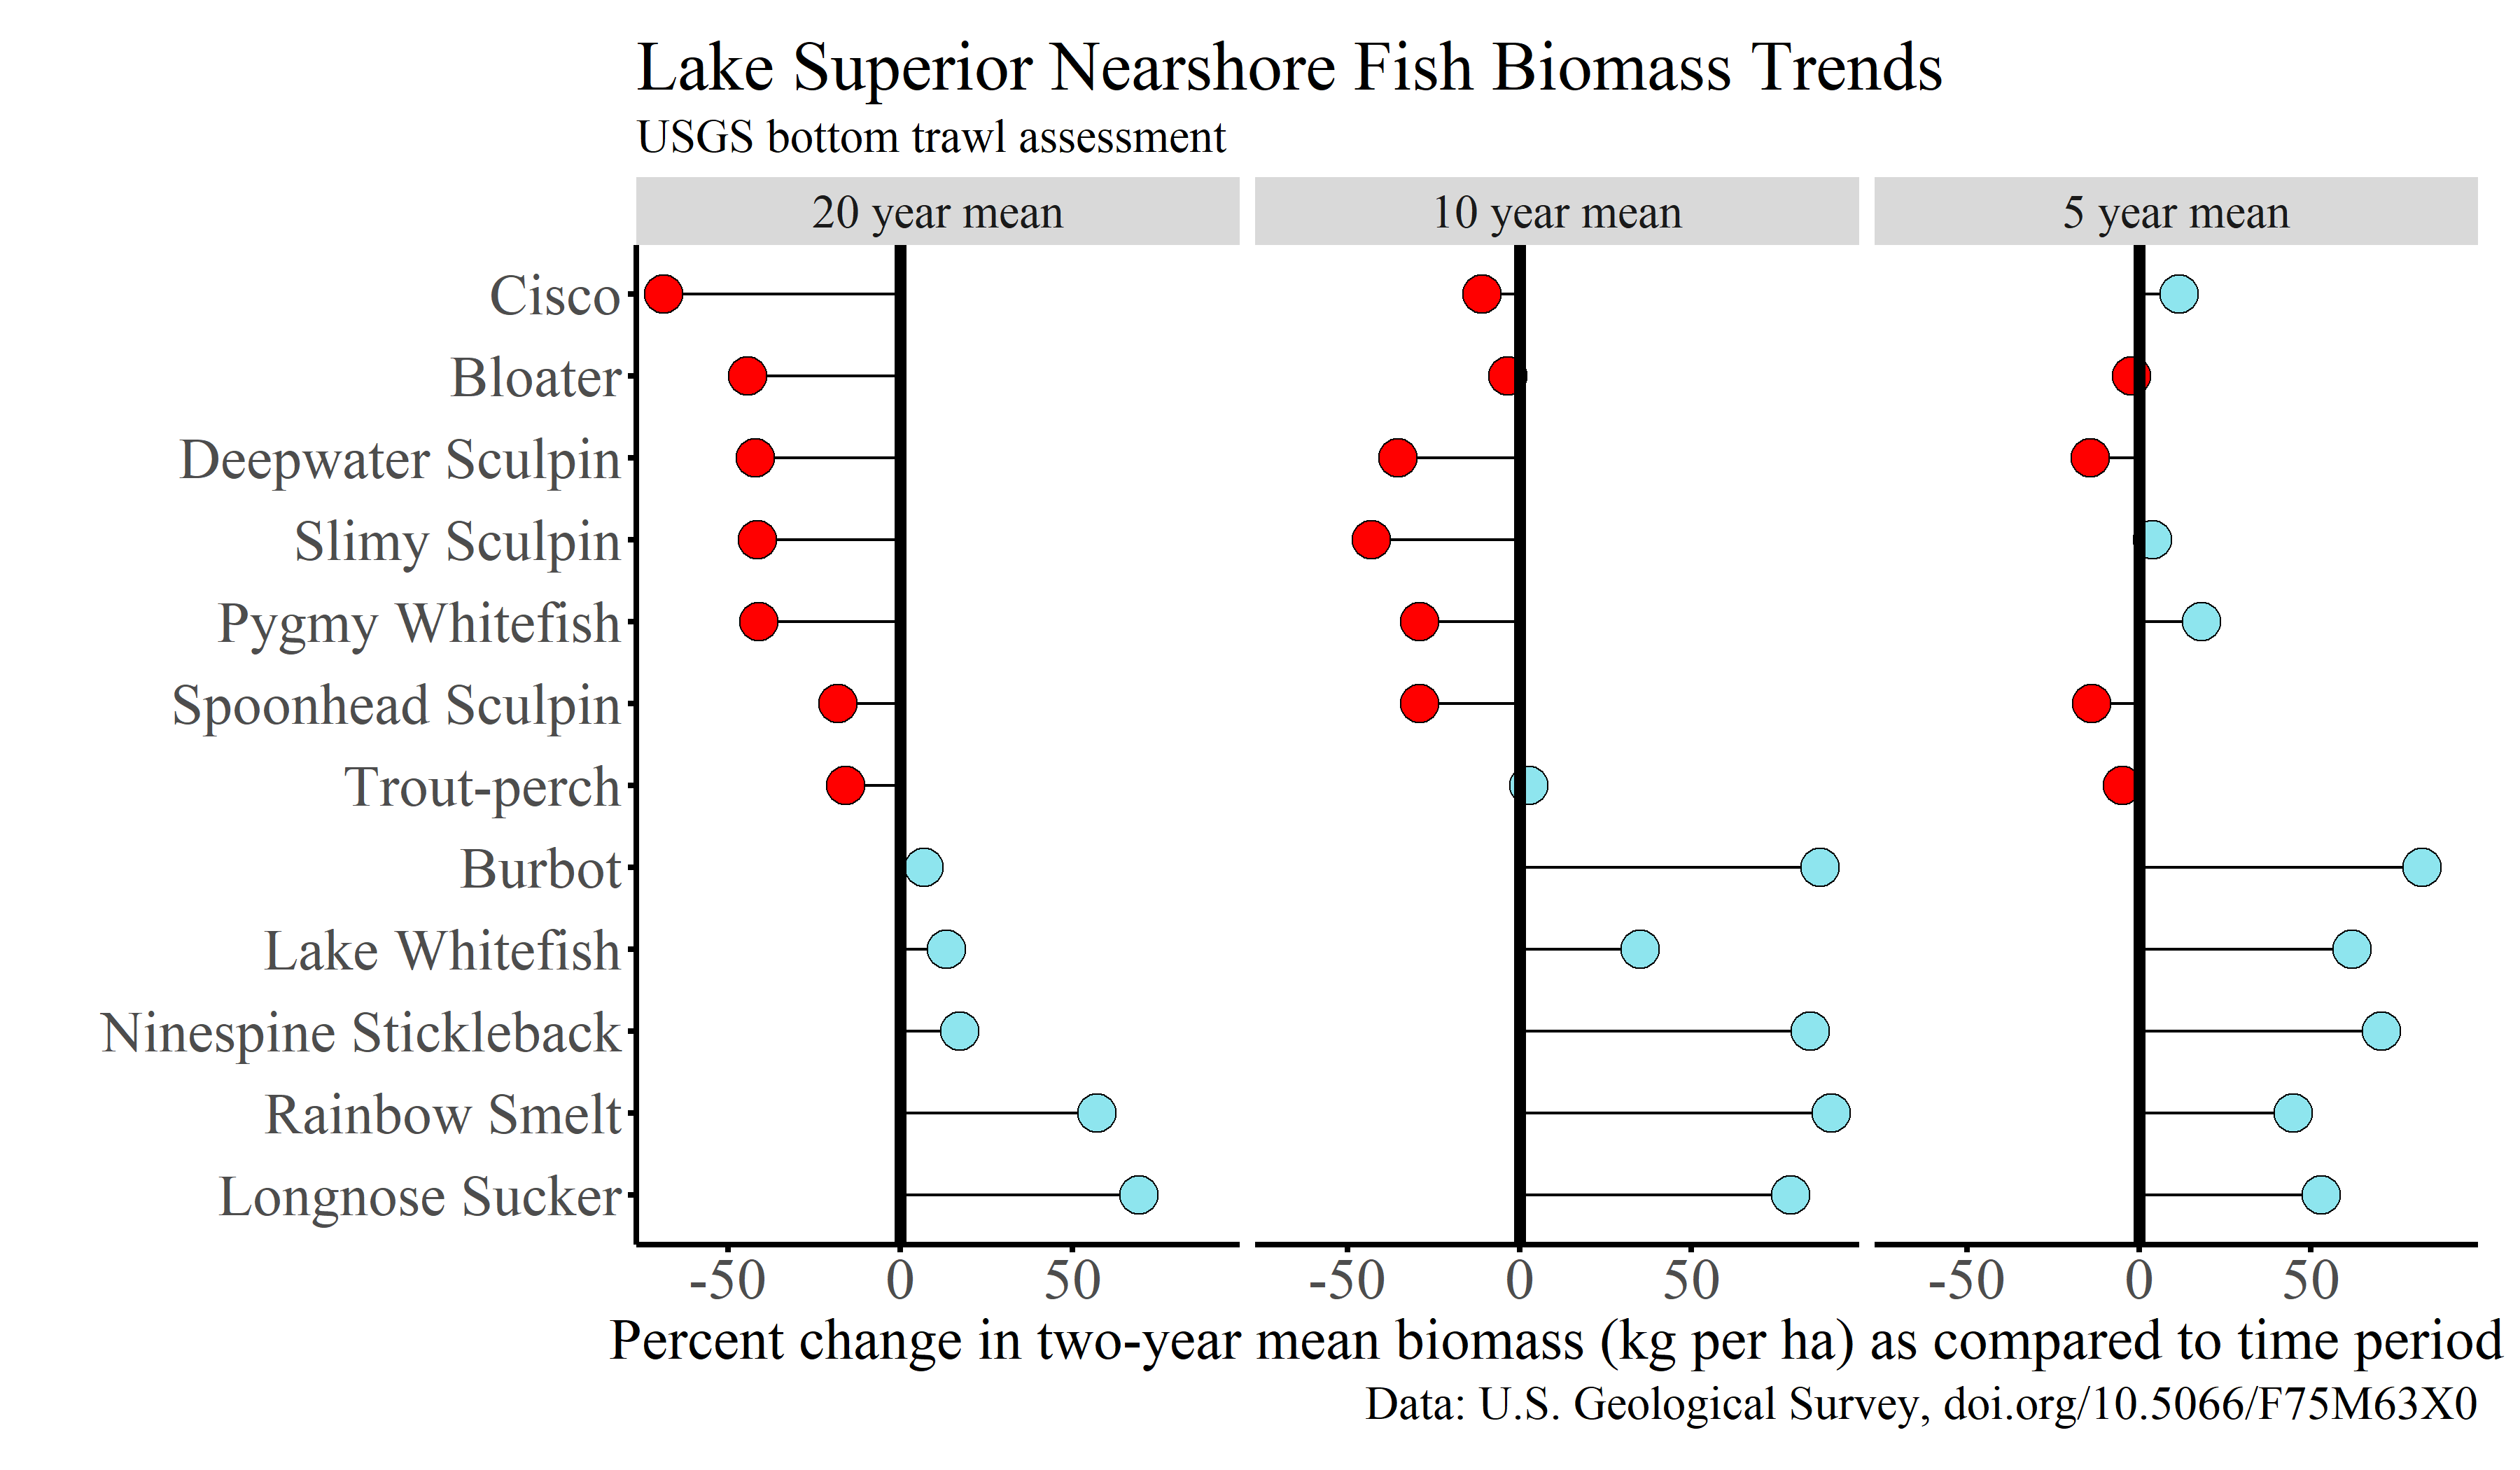 Lake Superior Nearshore Fish Biomass Trends
USGS bottom trawl assessment
20 year mean
10 year mean
5 year mean
Cisco
Bloater
Deepwater Sculpin
Slimy Sculpin
Pygmy Whitefish
Spoonhead Sculpin
Trout-perch
Burbot
Lake Whitefish
Ninespine Stickleback
Rainbow Smelt
Longnose Sucker
-50 0 50
-50 0 50
-50 0 50
Percent change in two-year mean biomass (kg per ha) as compared to time period
Data: U.S. Geological Survey, doi.org/10.5066/F75M63X0